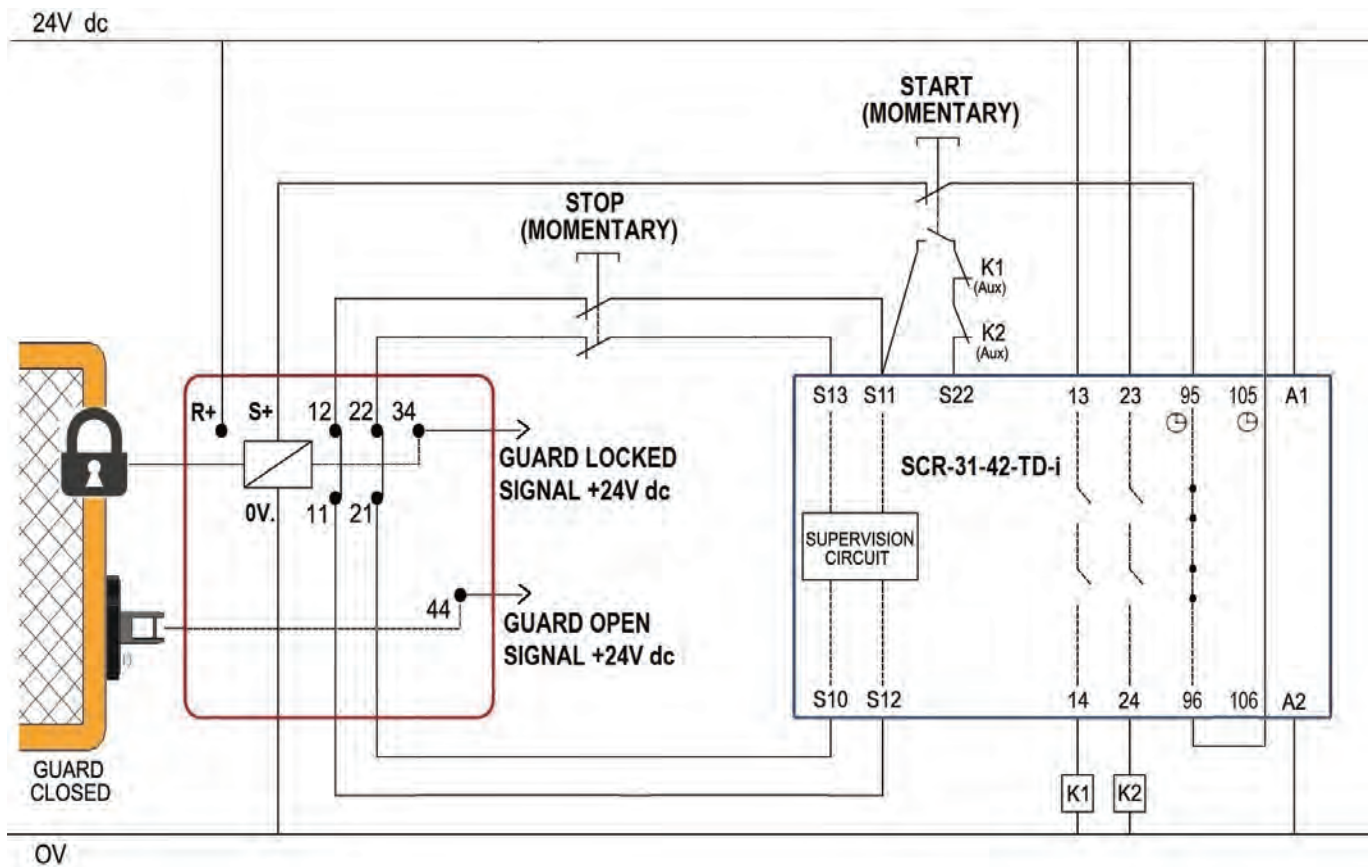 24V dc
START
(MOMENTARY)
STOP
(MOMENTARY)
K1
(Aux)
K2
(Aux)
R+ S+ 12 22 34
GUARD LOCKED
SIGNAL +24V dc
0V. 11 21
44
GUARD OPEN
SIGNAL +24V dc
GUARD
CLOSED
S13 S11 S22 13 23 95 105 A1
SCR-31-42-TD-i
SUPERVISION
CIRCUIT
S10 S12 14 24 96 106 A2
K1 K2
OV